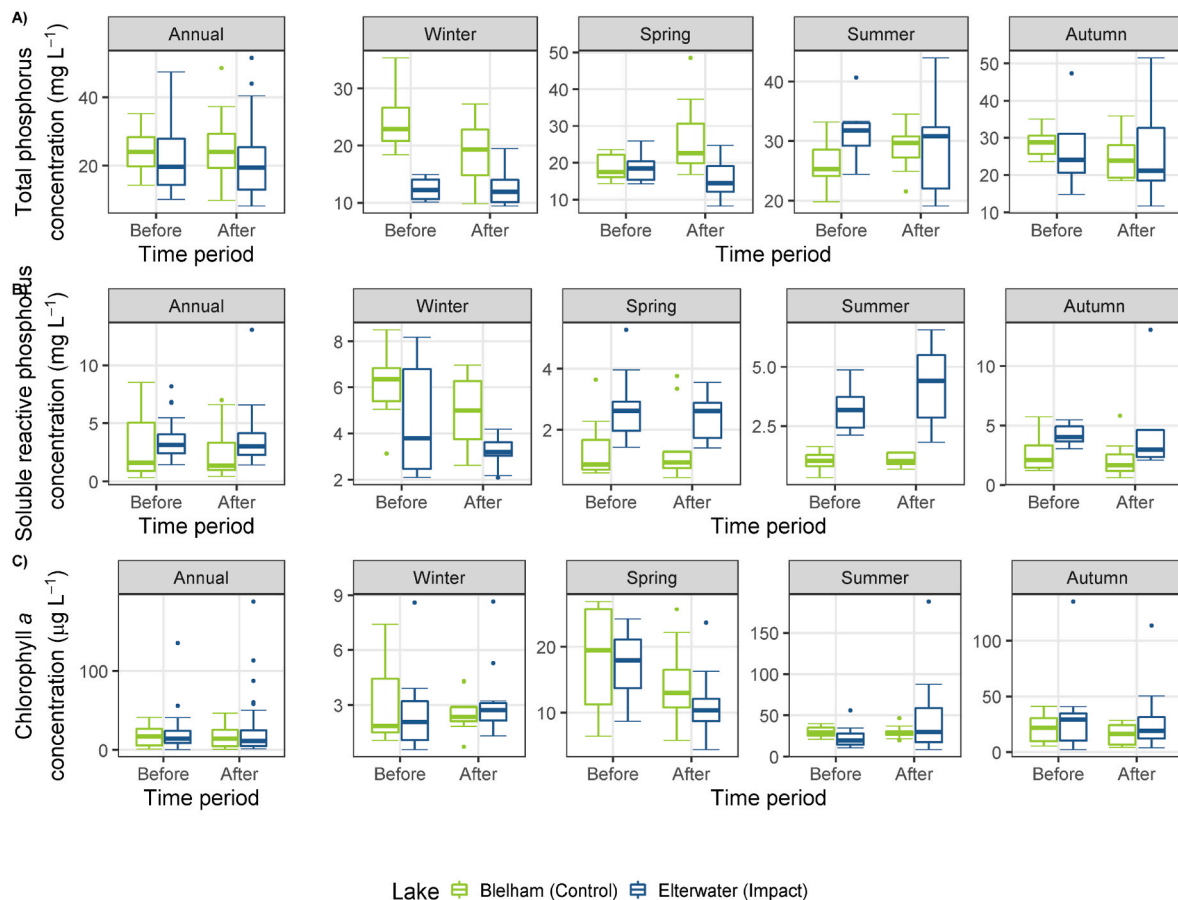 A)
Total phosphorus
concentration (mg L⁻¹)
Annual
Winter
Spring
Summer
Autumn
40
20
30
20
10
50
40
30
20
10
40
30
20
50
40
30
20
10
Before After
Before After
Before After
Before After
Before After
Time period
Time period
B)
Soluble reactive phosphorus
concentration (mg L⁻¹)
Annual
Winter
Spring
Summer
Autumn
10
5
0
8
6
4
2
4
2
5.0
2.5
10
5
0
Before After
Before After
Before After
Before After
Before After
Time period
Time period
C)
Chlorophyll a
concentration (µg L⁻¹)
Annual
Winter
Spring
Summer
Autumn
100
0
9
6
3
20
10
150
100
50
0
100
50
0
Before After
Before After
Before After
Before After
Before After
Time period
Time period
Lake Blelham (Control) Elterwater (Impact)